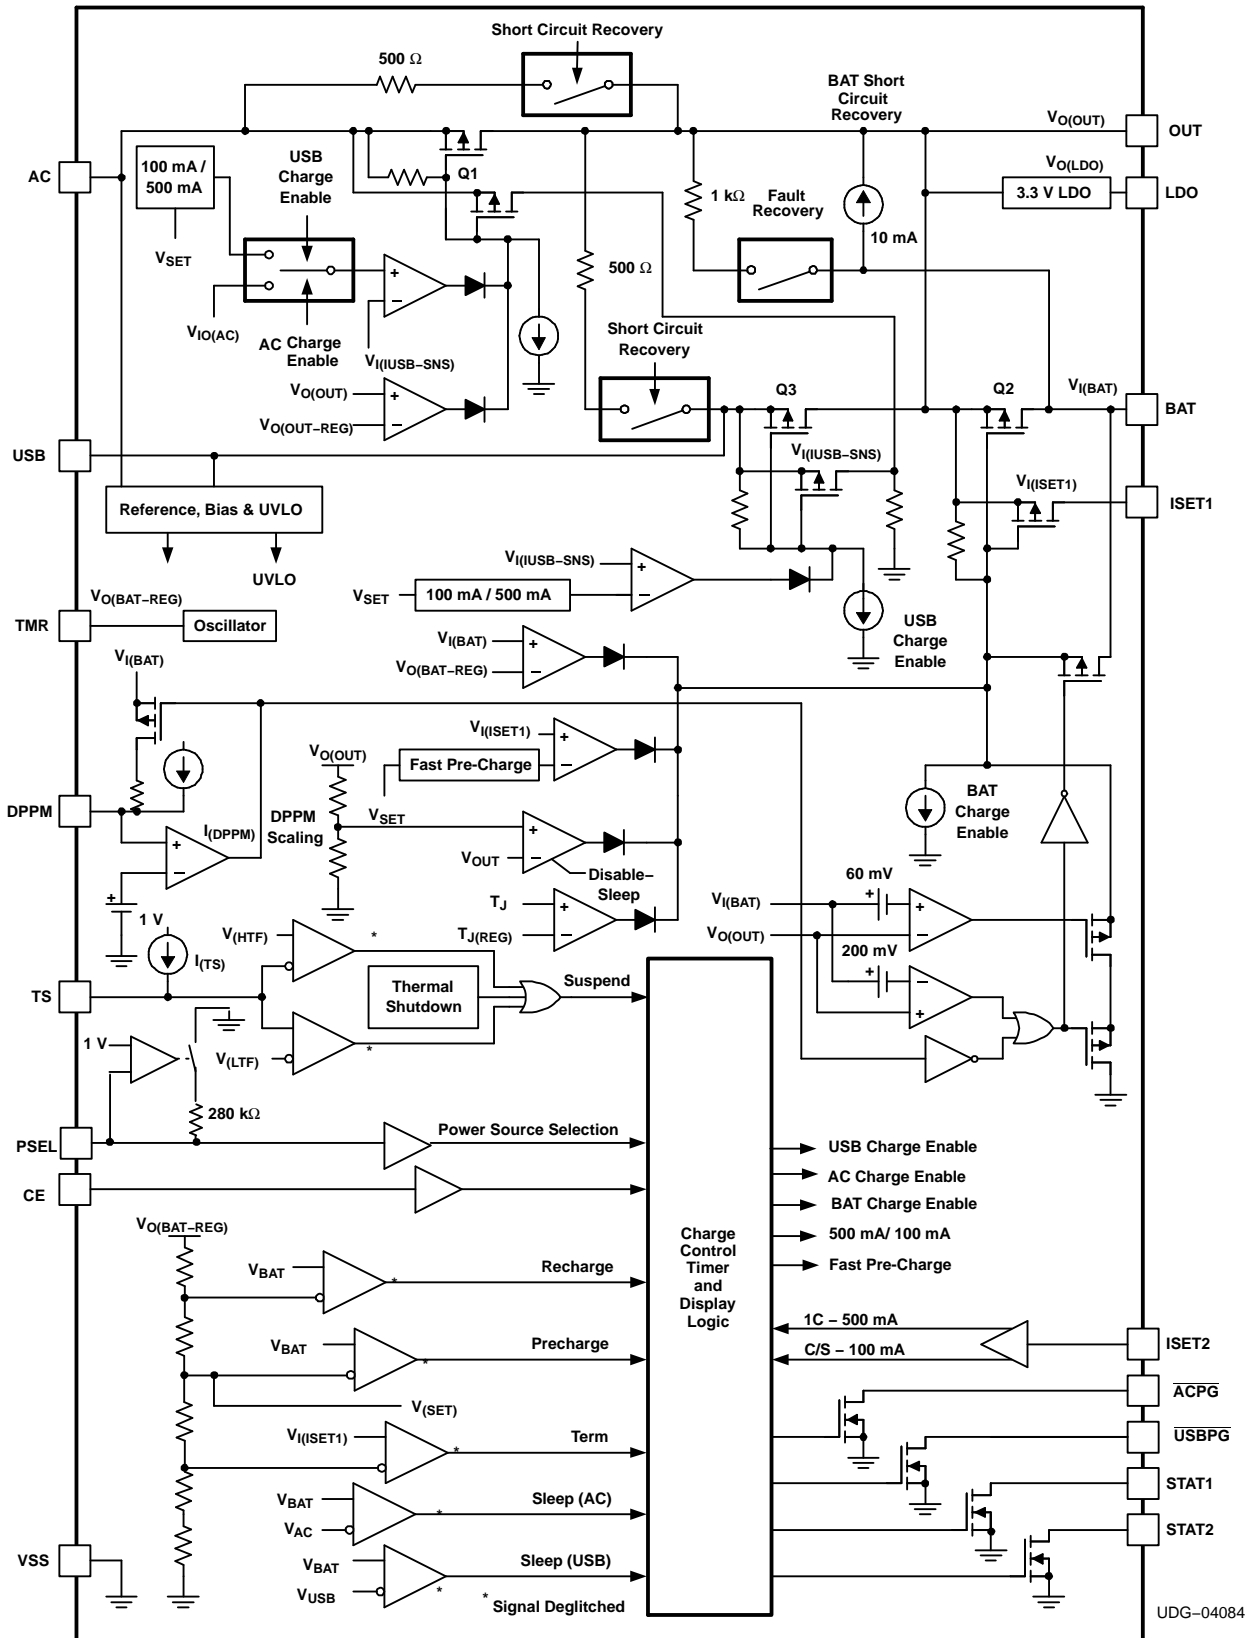 Short Circuit Recovery
500 Ω
BAT Short
Circuit
Recovery
VO(OUT)
OUT
AC
100 mA /
500 mA
USB
Charge
Enable
Q1
VO(LDO)
3.3 V LDO
LDO
1 kΩ
Fault
Recovery
10 mA
VSET
500 Ω
VIO(AC)
AC Charge
Enable
+
−
VI(IUSB−SNS)
Short Circuit
Recovery
VO(OUT)
+
VO(OUT−REG)
−
Q3
Q2
VI(BAT)
BAT
USB
VI(IUSB−SNS)
VI(ISET1)
ISET1
Reference, Bias & UVLO
UVLO
VI(IUSB−SNS)
+
VSET
100 mA / 500 mA
−
USB
Charge
Enable
VO(BAT−REG)
TMR
Oscillator
VI(BAT)
+
VO(BAT−REG)
−
VI(BAT)
VI(ISET1)
+
Fast Pre-Charge
−
VO(OUT)
VSET
DPPM
I(DPPM)
DPPM
Scaling
+
−
+
VOUT
−
Disable−
Sleep
BAT
Charge
Enable
+
1 V
TJ
+
TJ(REG)
−
60 mV
VI(BAT)
+
+
VO(OUT)
−
200 mV
+
−
+
V(HTF)
*
I(TS)
TS
Thermal
Shutdown
Suspend
1 V
V(LTF)
*
280 kΩ
PSEL
Power Source Selection
CE
USB Charge Enable
AC Charge Enable
BAT Charge Enable
500 mA/ 100 mA
Fast Pre-Charge
Charge
Control
Timer
and
Display
Logic
VO(BAT−REG)
VBAT
*
Recharge
VBAT
*
Precharge
V(SET)
1C − 500 mA
C/S − 100 mA
ISET2
ACPG
VI(ISET1)
*
Term
USBPG
VBAT
VAC
*
Sleep (AC)
STAT1
STAT2
VSS
VBAT
VUSB
*
Sleep (USB)
* Signal Deglitched
UDG−04084